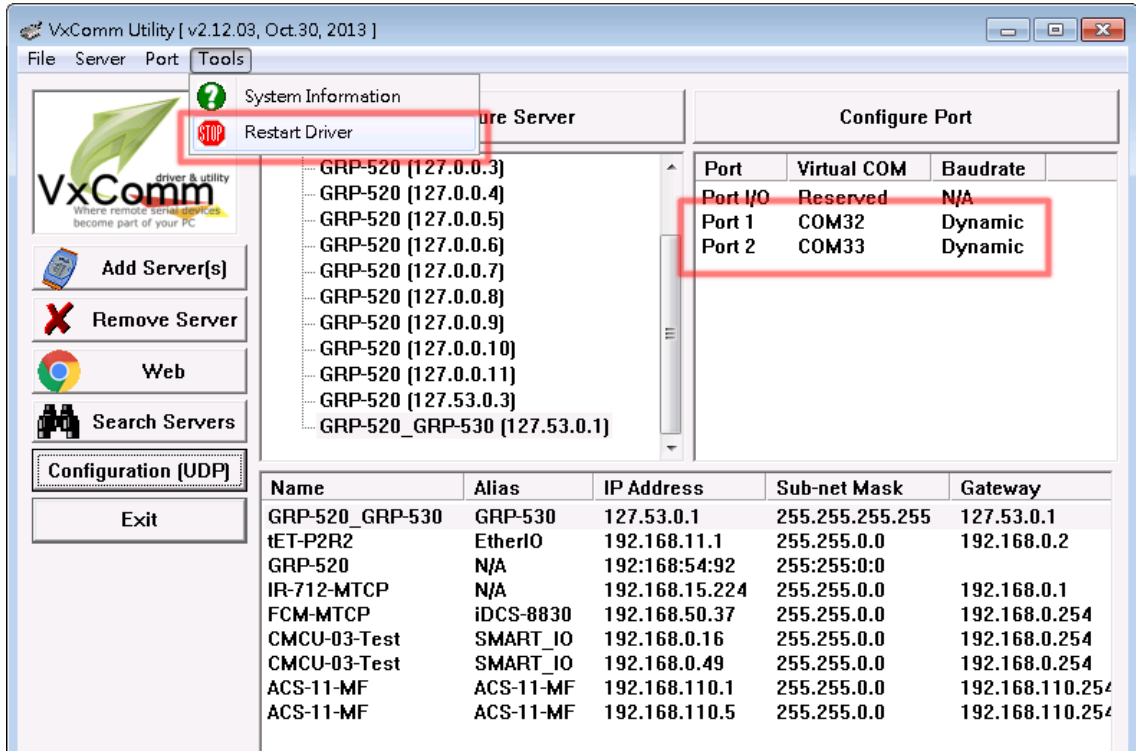 VxComm Utility [ v2.12.03, Oct.30, 2013 ]
File Server Port Tools
System Information
Restart Driver
ure Server
Configure Port
VxComm
driver & utility
Where remote serial devices
become part of your PC
Add Server(s)
Remove Server
Web
Search Servers
Configuration (UDP)
Exit
GRP-520 (127.0.0.3)
GRP-520 (127.0.0.4)
GRP-520 (127.0.0.5)
GRP-520 (127.0.0.6)
GRP-520 (127.0.0.7)
GRP-520 (127.0.0.8)
GRP-520 (127.0.0.9)
GRP-520 (127.0.0.10)
GRP-520 (127.0.0.11)
GRP-520 (127.53.0.3)
GRP-520_GRP-530 (127.53.0.1)
Port Virtual COM Baudrate
Port I/O Reserved N/A
Port 1 COM32 Dynamic
Port 2 COM33 Dynamic
Name Alias IP Address Sub-net Mask Gateway
GRP-520_GRP-530 GRP-530 127.53.0.1 255.255.255.255 127.53.0.1
tET-P2R2 EtherIO 192.168.11.1 255.255.0.0 192.168.0.2
GRP-520 N/A 192:168:54:92 255:255:0:0
IR-712-MTCP N/A 192.168.15.224 255.255.0.0 192.168.0.1
FCM-MTCP iDCS-8830 192.168.50.37 255.255.0.0 192.168.0.254
CMCU-03-Test SMART_IO 192.168.0.16 255.255.0.0 192.168.0.254
CMCU-03-Test SMART_IO 192.168.0.49 255.255.0.0 192.168.0.254
ACS-11-MF ACS-11-MF 192.168.110.1 255.255.0.0 192.168.110.254
ACS-11-MF ACS-11-MF 192.168.110.5 255.255.0.0 192.168.110.254
STOP